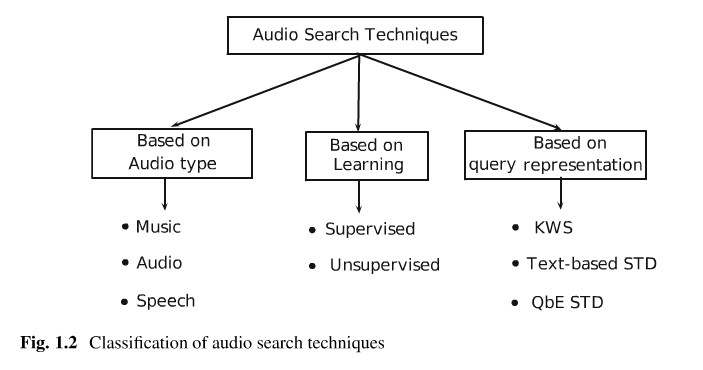 Audio Search Techniques
Based on
Audio type
Based on
Learning
Based on
query representation
• Music
• Audio
• Speech
• Supervised
• Unsupervised
• KWS
• Text-based STD
• QbE STD
Fig. 1.2 Classification of audio search techniques